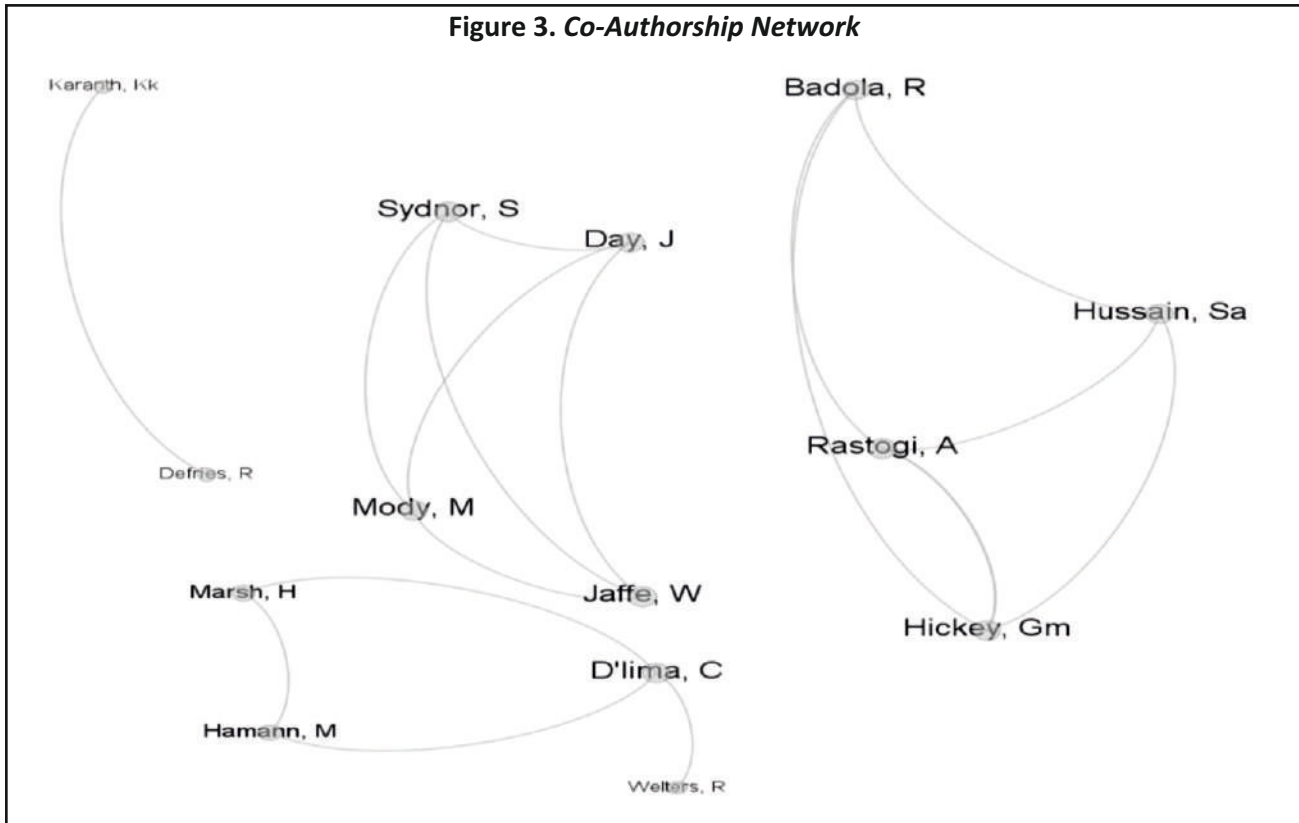 Figure 3. Co-Authorship Network
Karanth, Kk
Badola, R
Sydnor, S
Day, J
Hussain, Sa
Rastogi, A
Defries, R
Mody, M
Marsh, H
Jaffe, W
Hickey, Gm
D'lima, C
Hamann, M
Welters, R